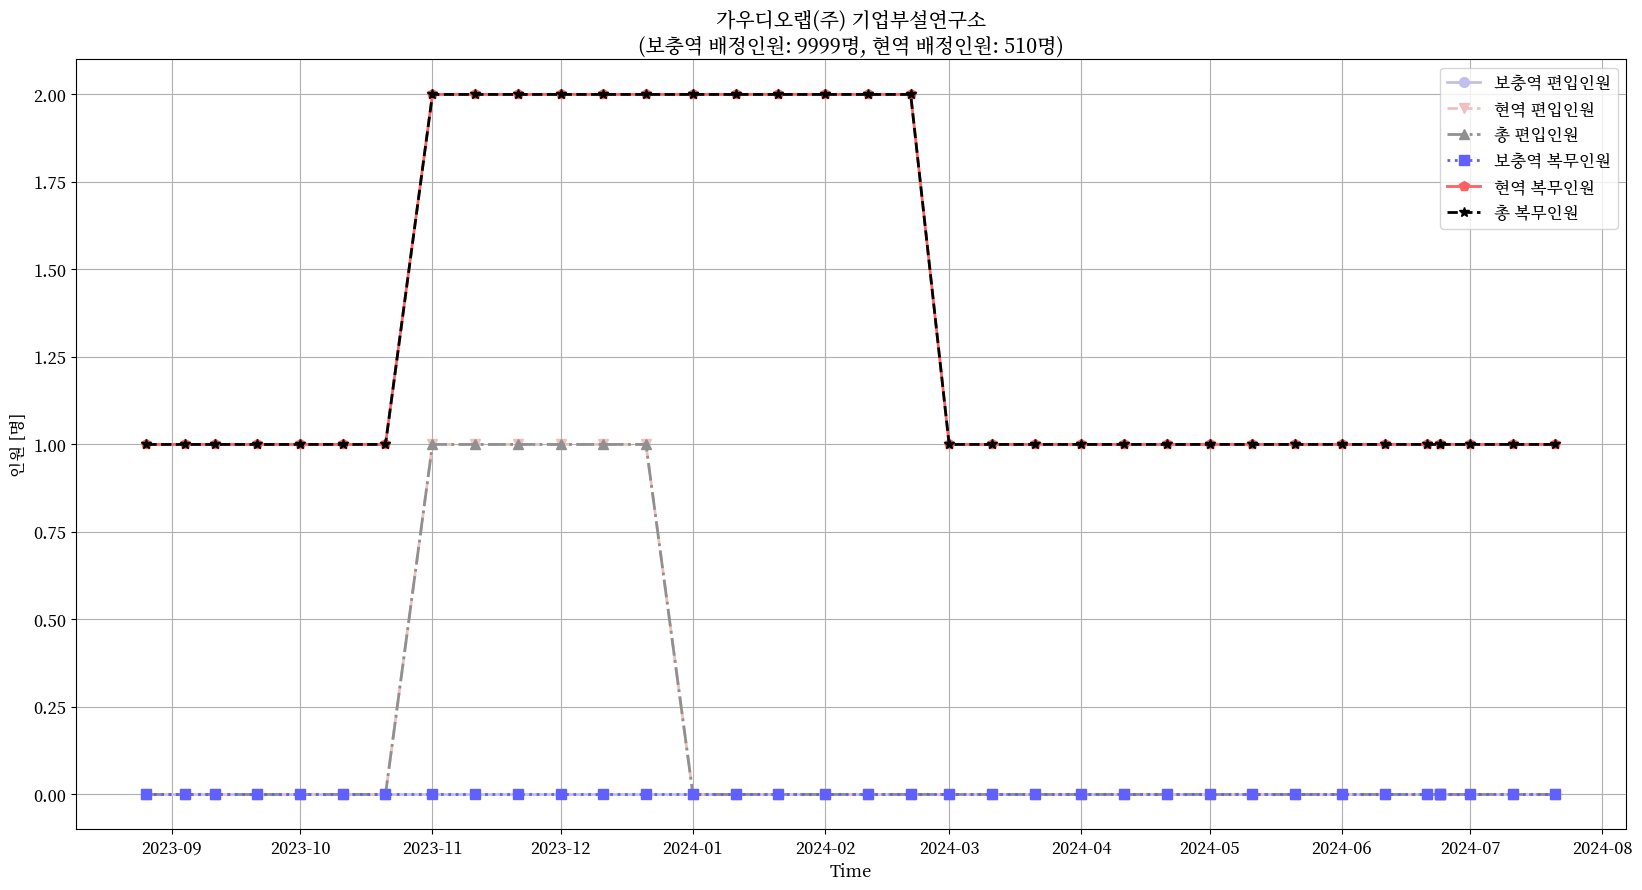 가우디오랩(주) 기업부설연구소
(보충역 배정인원: 9999명, 현역 배정인원: 510명)
보충역 편입인원
현역 편입인원
총 편입인원
보충역 복무인원
현역 복무인원
총 복무인원
2.00
1.75
1.50
1.25
1.00
0.75
0.50
0.25
0.00
인원 [명]
2023-09 2023-10 2023-11 2023-12 2024-01 2024-02 2024-03 2024-04 2024-05 2024-06 2024-07 2024-08
Time